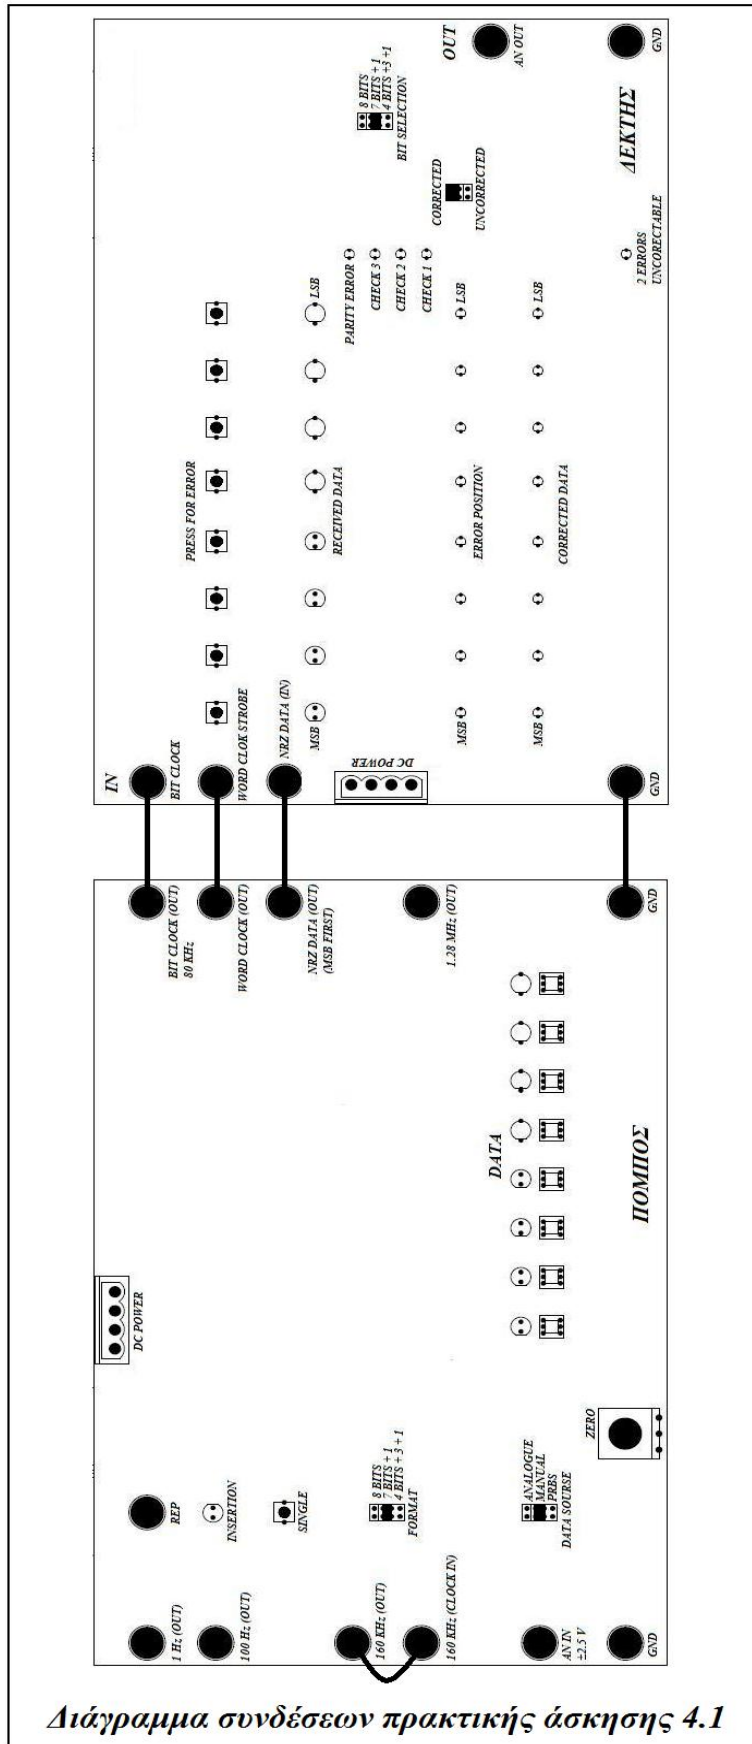 OUT
AN OUT
GND
8 BITS
7 BITS + 1
4 BITS +3 +1
BIT SELECTION
ΔΕΚΤΗΣ
CORRECTED
UNCORRECTED
PARITY ERROR
CHECK 3
CHECK 2
CHECK 1
2 ERRORS
UNCORECTABLE
LSB
LSB
LSB
PRESS FOR ERROR
RECEIVED DATA
ERROR POSITION
CORRECTED DATA
MSB
MSB
MSB
IN
BIT CLOCK
WORD CLOK STROBE
NRZ DATA (IN)
DC POWER
GND
BIT CLOCK (OUT)
80 KHz
WORD CLOCK (OUT)
NRZ DATA (OUT)
(MSB FIRST)
1.28 MHz (OUT)
GND
DATA
ΠΟΜΠΟΣ
DC POWER
ZERO
REP
INSERTION
SINGLE
8 BITS
7 BITS + 1
4 BITS + 3 + 1
FORMAT
ANALOGUE
MANUAL
PRBS
DATA SOURSE
1 Hz (OUT)
100 Hz (OUT)
160 KHz (OUT)
160 KHz (CLOCK IN)
AN IN
±2.5 V
GND
Διάγραμμα συνδέσεων πρακτικής άσκησης 4.1